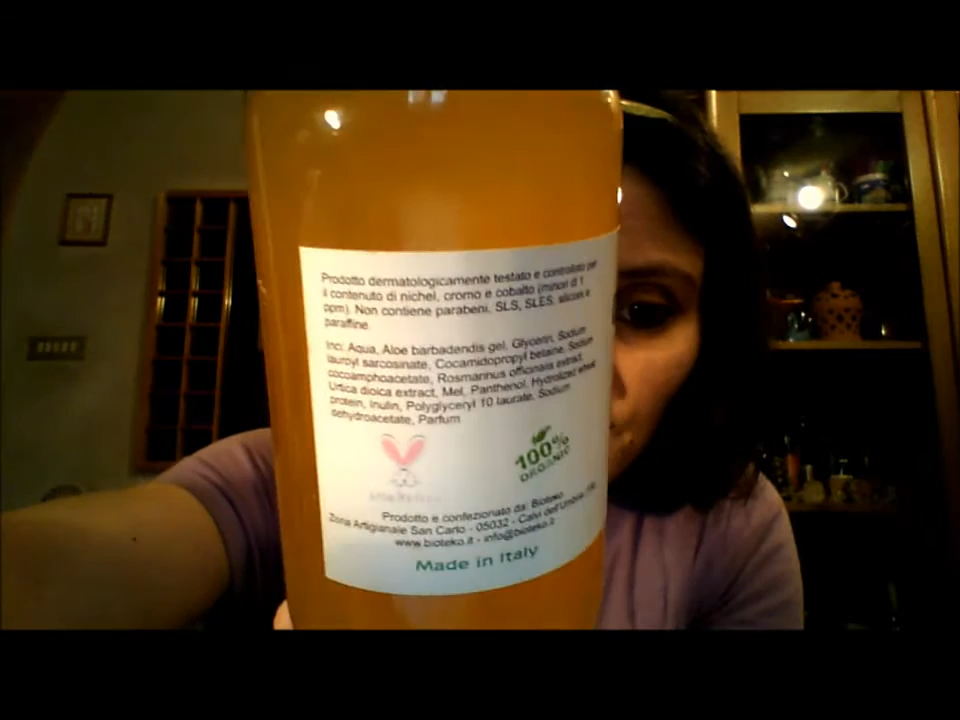 Prodotto dermatologicamente testato e controllato per
il contenuto di nichel, cromo e cobalto (minori di 1
ppm). Non contiene parabeni, SLS, SLES, siliconi e
paraffine.
Inci: Aqua, Aloe barbadendis gel, Glycerin, Sodium
lauroyl sarcosinate, Cocamidopropyl betaine, Sodium
cocoamphoacetate, Rosmarinus officinalis extract,
Urtica dioica extract, Mel, Panthenol, Hydrolized wheat
protein, Inulin, Polyglyceryl 10 laurate, Sodium
dehydroacetate, Parfum
100%
ORGANIC
Prodotto e confezionato da: Bioteko
Zona Artigianale San Carlo - 05032 - Calvi dell'Umbria
www.bioteko.it - info@bioteko.it
Made in Italy